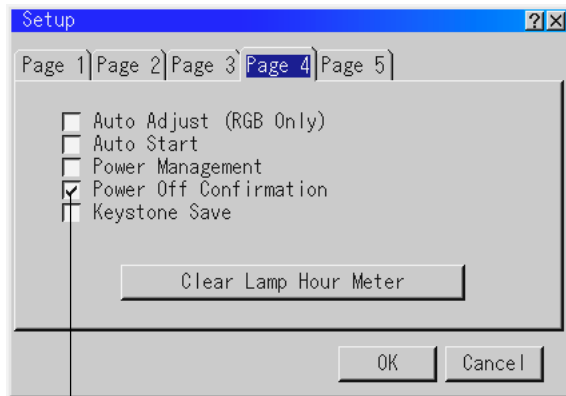 Setup ? X
Page 1 Page 2 Page 3 Page 4 Page 5
Auto Adjust (RGB Only)
Auto Start
Power Management
Power Off Confirmation
Keystone Save
Clear Lamp Hour Meter
OK Cancel